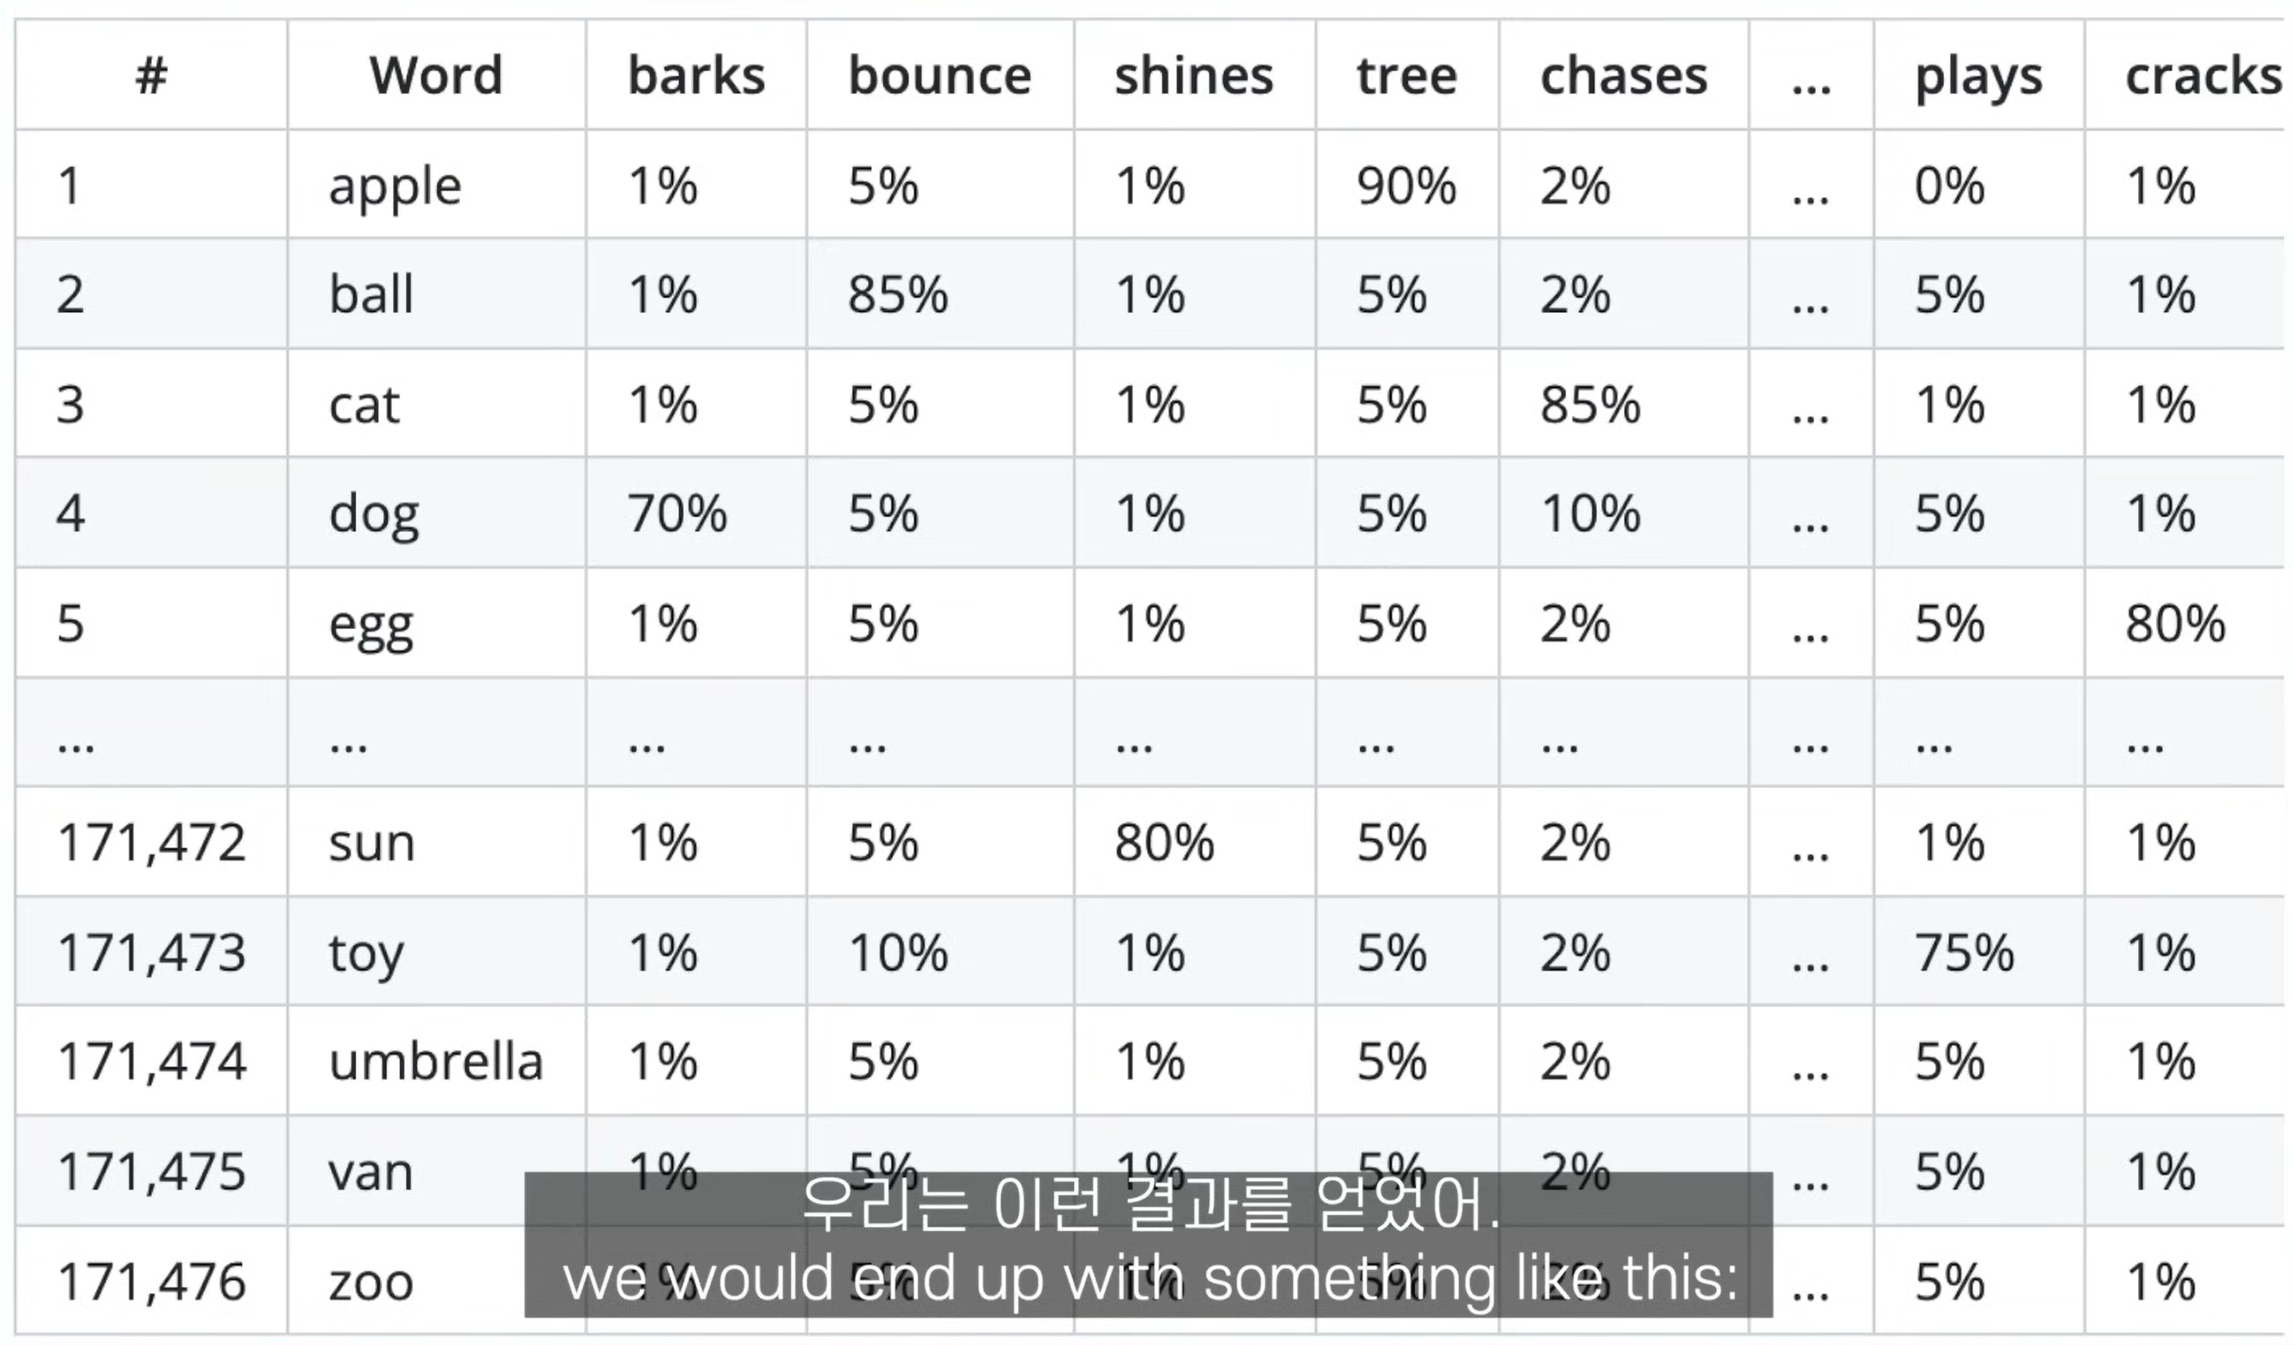 # Word barks bounce shines tree chases ... plays cracks
1 apple 1% 5% 1% 90% 2% ... 0% 1%
2 ball 1% 85% 1% 5% 2% ... 5% 1%
3 cat 1% 5% 1% 5% 85% ... 1% 1%
4 dog 70% 5% 1% 5% 10% ... 5% 1%
5 egg 1% 5% 1% 5% 2% ... 5% 80%
... ... ... ... ... ... ... ... ... ...
171,472 sun 1% 5% 80% 5% 2% ... 1% 1%
171,473 toy 1% 10% 1% 5% 2% ... 75% 1%
171,474 umbrella 1% 5% 1% 5% 2% ... 5% 1%
171,475 van 1% 5% 1% 5% 2% ... 5% 1%
우리는 이런 결과를 얻었어.
171,476 zoo 1% 5% 1% 5% 2% ... 5% 1%
we would end up with something like this: